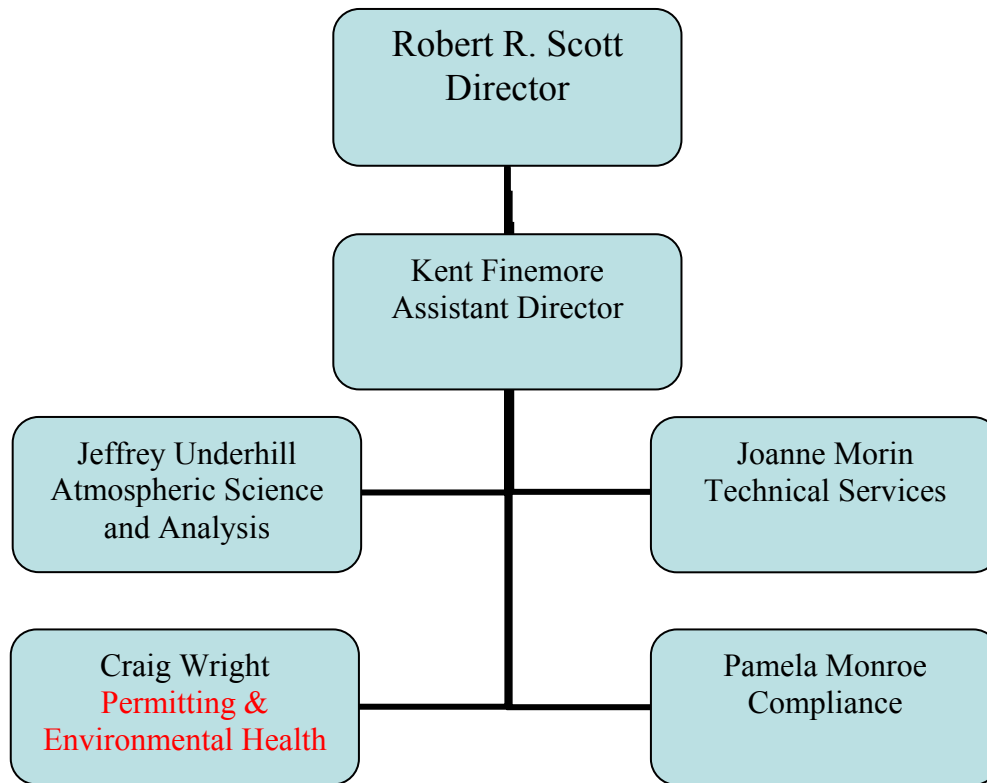 Robert R. Scott
Director
Kent Finemore
Assistant Director
Jeffrey Underhill
Atmospheric Science
and Analysis
Joanne Morin
Technical Services
Craig Wright
Permitting &
Environmental Health
Pamela Monroe
Compliance